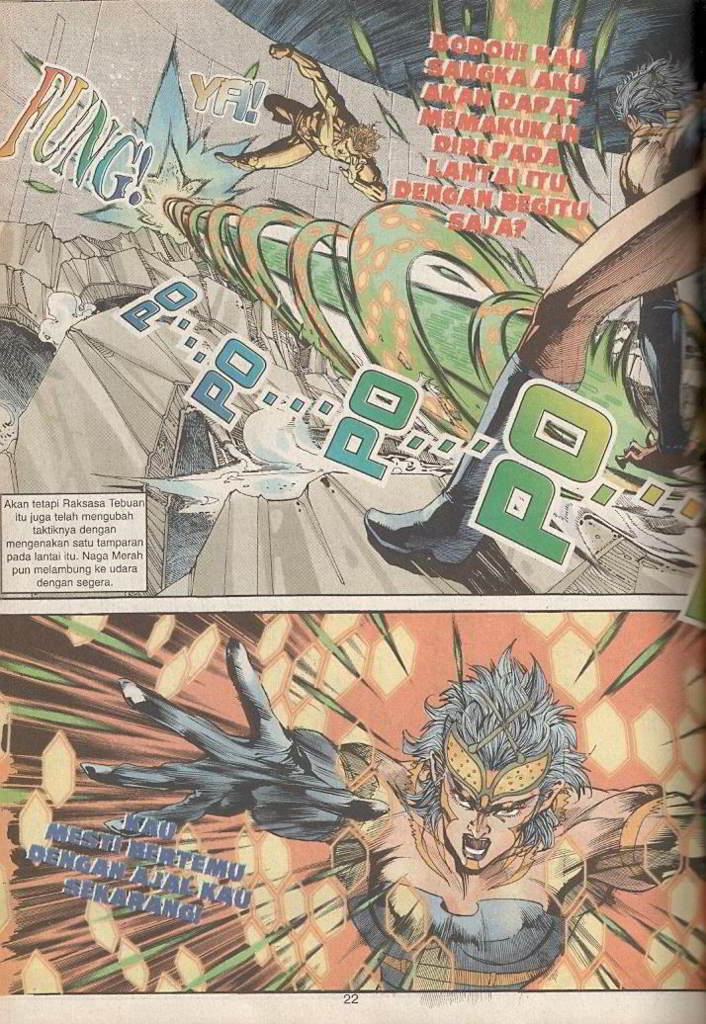 BODOH! KAU
SANGKA AKU
AKAN DAPAT
MEMAKUKAN
DIRI PADA
LANTAI ITU
DENGAN BEGITU
SAJA?
YA!
FUNG!
PO...
PO...
PO...
PO...
Akan tetapi Raksasa Tebuan
itu juga telah mengubah
taktiknya dengan
mengenakan satu tamparan
pada lantai itu. Naga Merah
pun melambung ke udara
dengan segera.
KAU
MESTI BERTEMU
DENGAN AJAL KAU
SEKARANG!
22